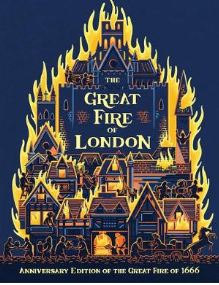 THE
GREAT
FIRE
OF
LONDON
ANNIVERSARY EDITION OF THE GREAT FIRE OF 1666